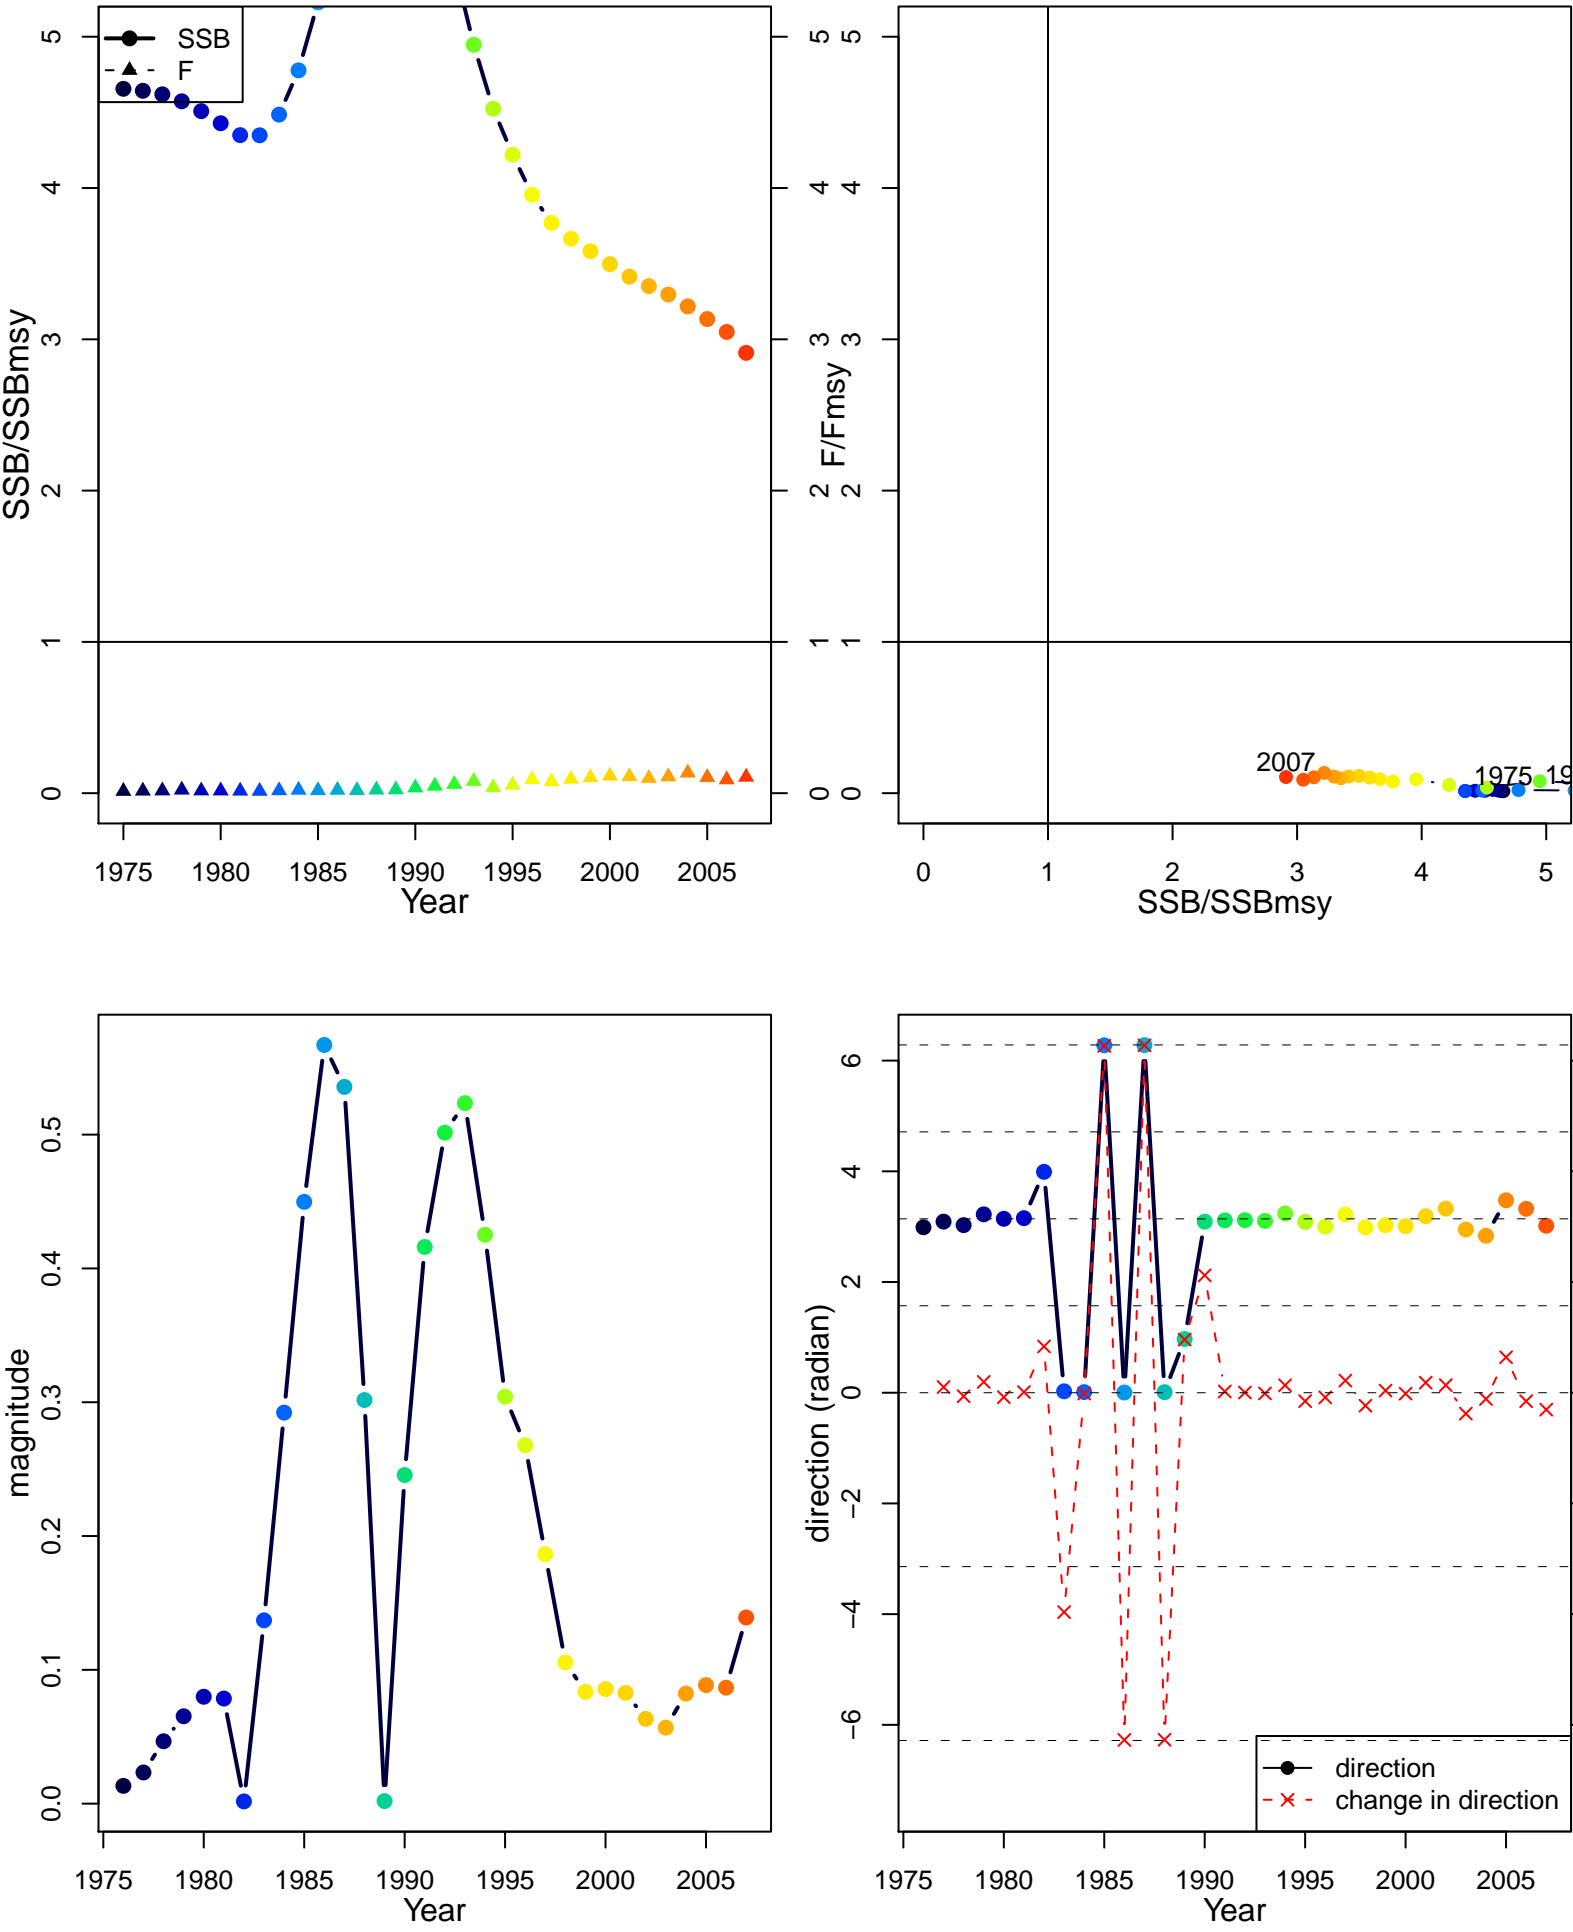 SSB
F
5
4
3
2
1
0
SSB/SSBmsy
5
4
3
2
1
0
1975 1980 1985 1990 1995 2000 2005
Year
5
4
3
2
1
0
F/Fmsy
2007
1975
19
0 1 2 3 4 5
SSB/SSBmsy
0.5
0.4
0.3
0.2
0.1
0.0
magnitude
1975 1980 1985 1990 1995 2000 2005
Year
6
4
2
0
−2
−4
−6
direction (radian)
direction
change in direction
1975 1980 1985 1990 1995 2000 2005
Year